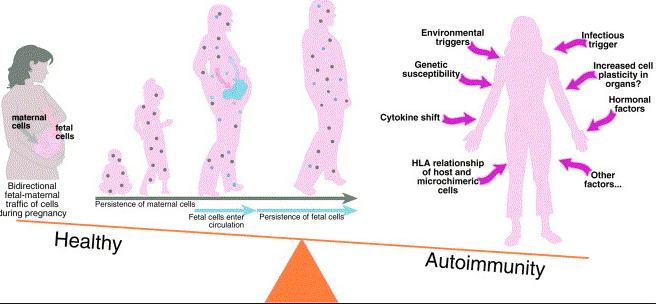 maternal
cells
fetal
cells
Bidirectional
fetal-maternal
traffic of cells
during pregnancy
Persistence of maternal cells
Fetal cells enter
circulation
Persistence of fetal cells
Environmental
triggers
Genetic
susceptibility
Cytokine shift
HLA relationship
of host and
microchimeric
cells
Infectious
trigger
Increased cell
plasticity in
organs?
Hormonal
factors
Other
factors...
Healthy
Autoimmunity